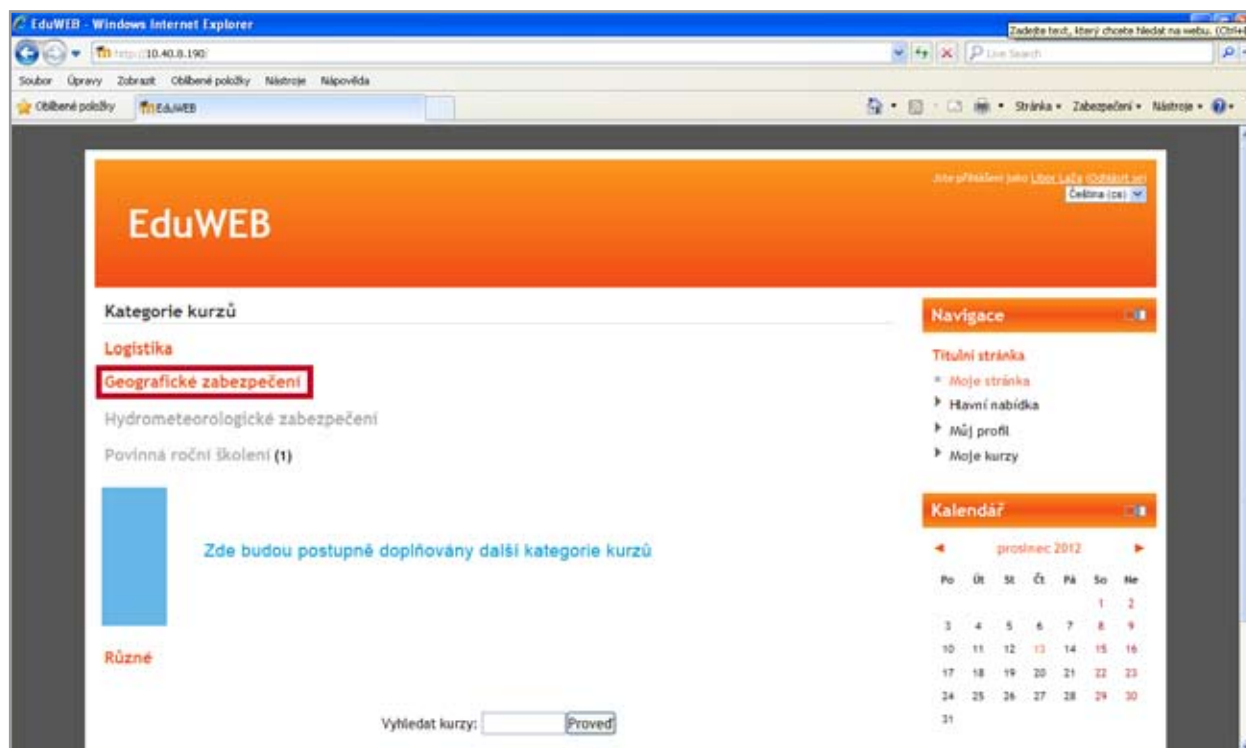 EduWEB - Windows Internet Explorer
Zadejte text, který chcete hledat na webu. (Ctrl+E
http://10.40.8.190/
Live Search
Soubor Úpravy Zobrazit Oblíbené položky Nástroje Nápověda
Oblíbené položky EduWEB Stránka Zabezpečení Nástroje
Jste přihlášeni jako Libor Laža (Odhlásit se)
Čeština (cs)
EduWEB
Kategorie kurzů
Logistika
Geografické zabezpečení
Hydrometeorologické zabezpečení
Povinná roční školení (1)
Zde budou postupně doplňovány další kategorie kurzů
Různé
Vyhledat kurzy: Proveď
Navigace
Titulní stránka
Moje stránka
Hlavní nabídka
Můj profil
Moje kurzy
Kalendář
prosinec 2012
Po Út St Čt Pá So Ne
1 2
3 4 5 6 7 8 9
10 11 12 13 14 15 16
17 18 19 20 21 22 23
24 25 26 27 28 29 30
31